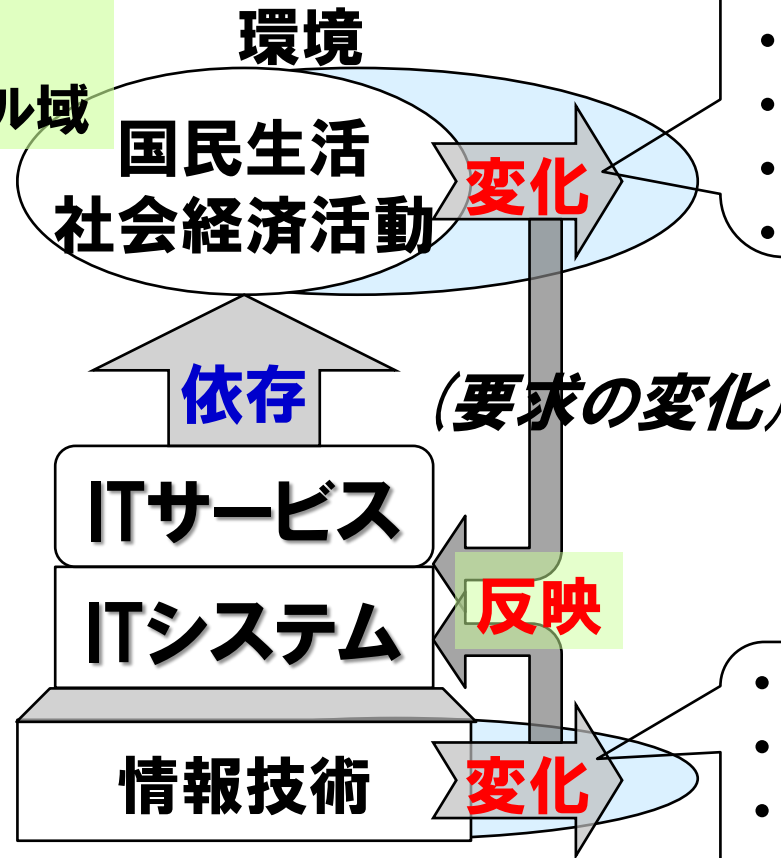 環境
ル域
国民生活
社会経済活動
変化
依存
(要求の変化)
ITサービス
ITシステム
反映
情報技術
変化